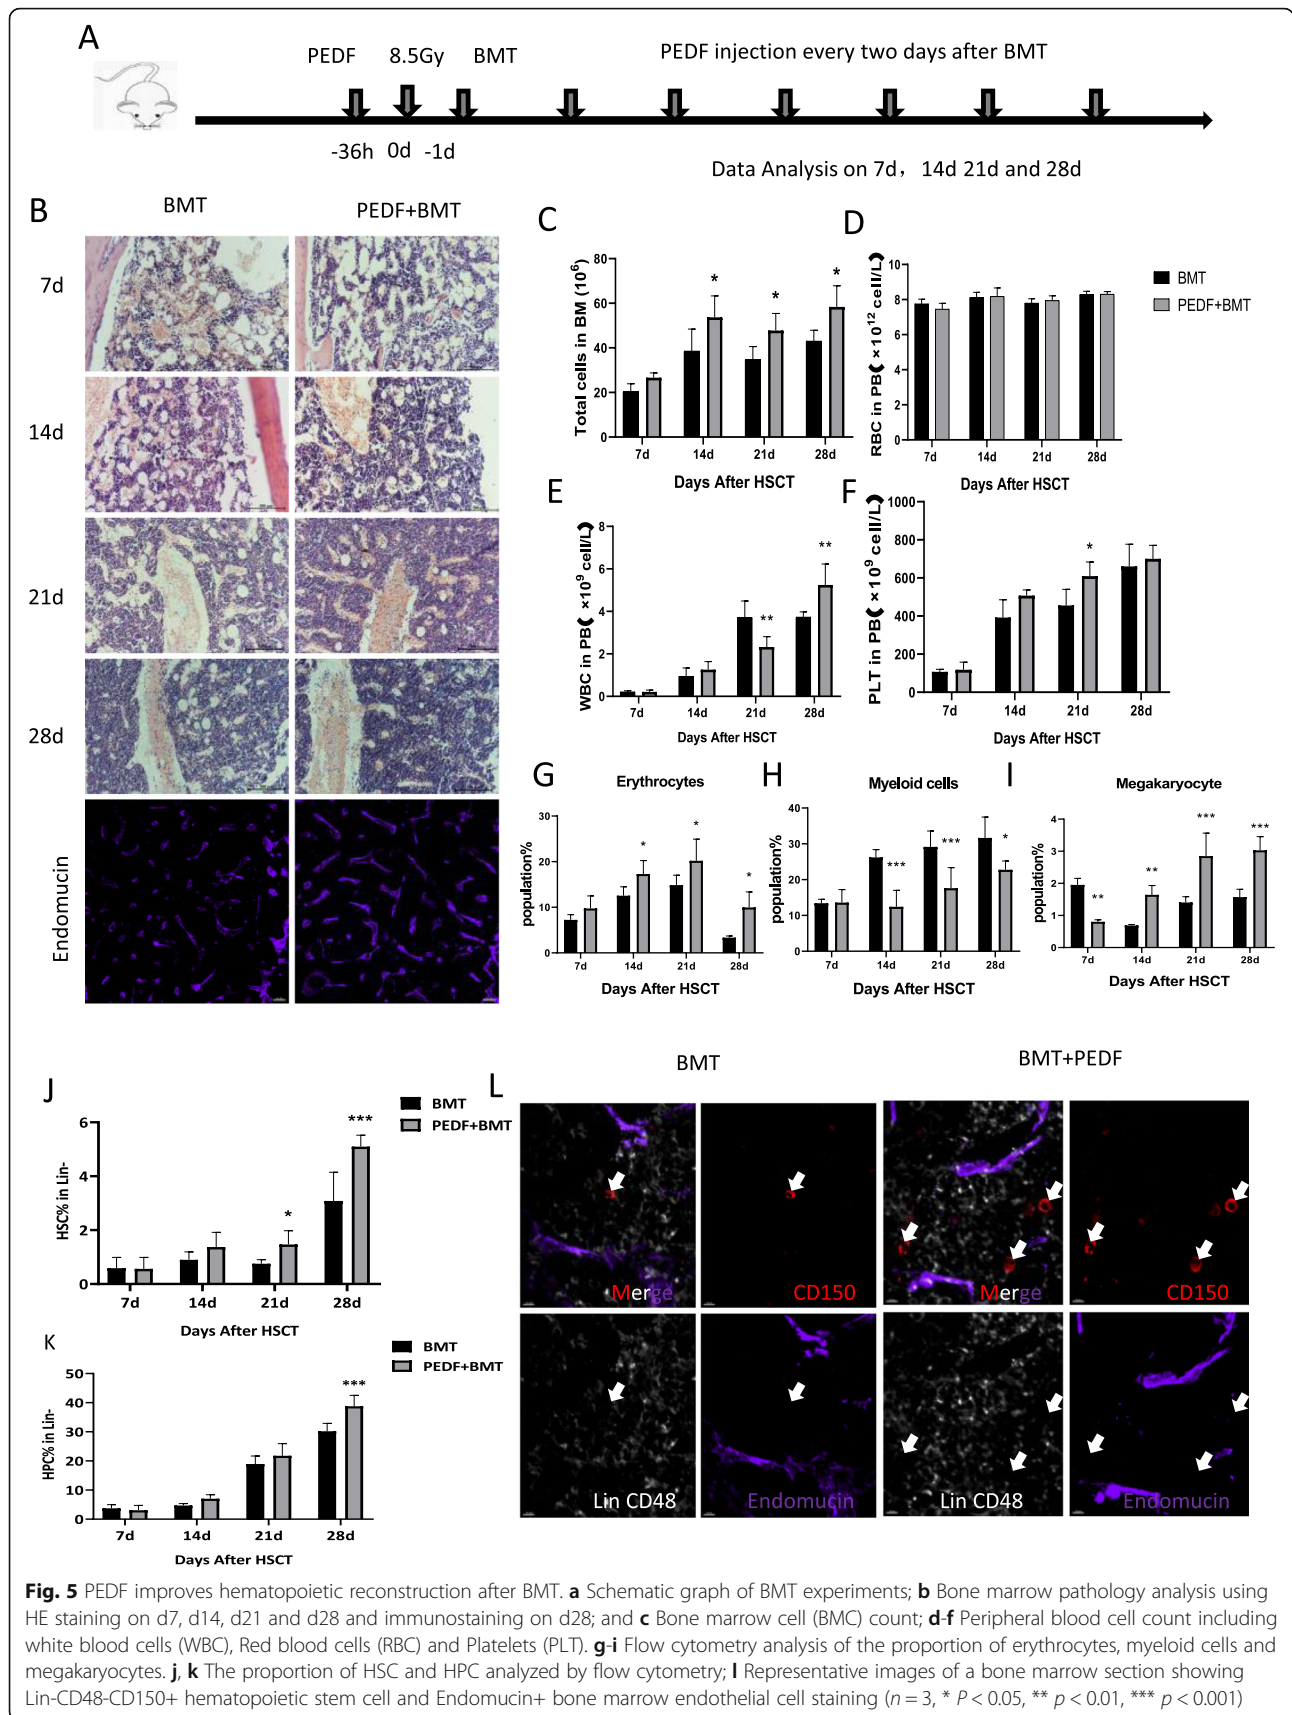 A
PEDF 8.5Gy BMT PEDF injection every two days after BMT
-36h 0d -1d
Data Analysis on 7d, 14d 21d and 28d
B
BMT PEDF+BMT
7d
14d
21d
28d
Endomucin
C
Total cells in BM (10⁶)
80
60
40
20
0
7d 14d 21d 28d
* * *
Days After HSCT
D
RBC in PB( ×10¹² cell/L)
10
8
6
4
2
0
7d 14d 21d 28d
Days After HSCT
BMT
PEDF+BMT
E
WBC in PB( ×10⁹ cell/L)
8
6
4
2
0
7d 14d 21d 28d
** **
Days After HSCT
F
PLT in PB( ×10⁹ cell/L)
1000
800
600
400
200
0
7d 14d 21d 28d
*
Days After HSCT
G
Erythrocytes
population%
30
20
10
0
7d 14d 21d 28d
* * *
Days After HSCT
H
Myeloid cells
population%
40
30
20
10
0
7d 14d 21d 28d
*** *** *
Days After HSCT
I
Megakaryocyte
population%
4
3
2
1
0
7d 14d 21d 28d
** ** *** ***
Days After HSCT
J
BMT
PEDF+BMT
HSC% in Lin-
6
4
2
0
7d 14d 21d 28d
* ***
Days After HSCT
K
BMT
PEDF+BMT
HPC% in Lin-
50
40
30
20
10
0
7d 14d 21d 28d
***
Days After HSCT
L
BMT BMT+PEDF
Merge CD150 Merge CD150
Lin CD48 Endomucin Lin CD48 Endomucin
Fig. 5 PEDF improves hematopoietic reconstruction after BMT. a Schematic graph of BMT experiments; b Bone marrow pathology analysis using
HE staining on d7, d14, d21 and d28 and immunostaining on d28; and c Bone marrow cell (BMC) count; d-f Peripheral blood cell count including
white blood cells (WBC), Red blood cells (RBC) and Platelets (PLT). g-i Flow cytometry analysis of the proportion of erythrocytes, myeloid cells and
megakaryocytes. j, k The proportion of HSC and HPC analyzed by flow cytometry; l Representative images of a bone marrow section showing
Lin-CD48-CD150+ hematopoietic stem cell and Endomucin+ bone marrow endothelial cell staining (n = 3, * P < 0.05, ** p < 0.01, *** p < 0.001)